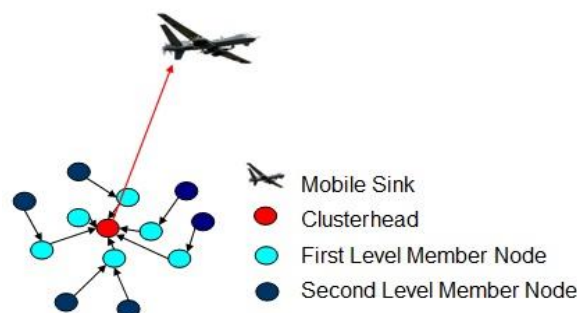 Mobile Sink
Clusterhead
First Level Member Node
Second Level Member Node